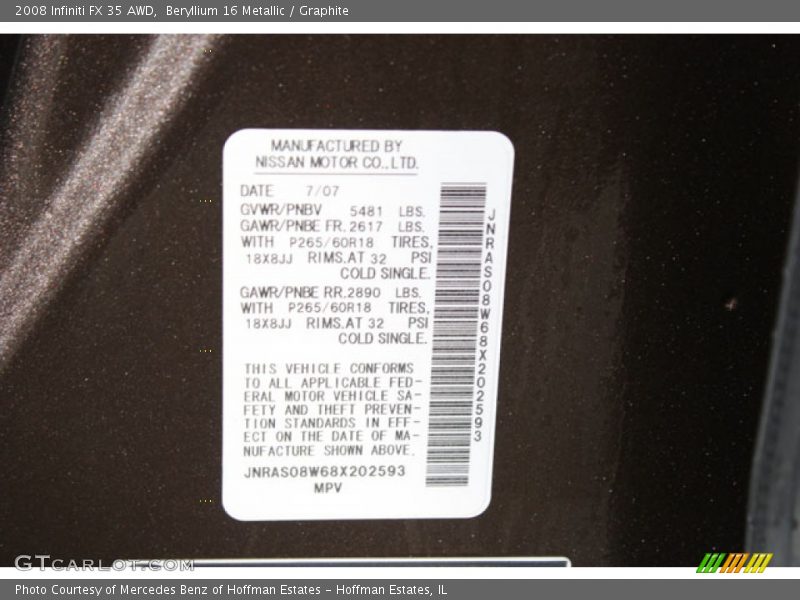 2008 Infiniti FX 35 AWD,  Beryllium 16 Metallic / Graphite
MANUFACTURED BY
NISSAN MOTOR CO.,LTD.
DATE 7/07
GVWR/PNBV 5481 LBS.
GAWR/PNBE FR.2617 LBS.
WITH P265/60R18 TIRES,
18X8JJ RIMS.AT 32 PSI
COLD SINGLE.
GAWR/PNBE RR.2890 LBS.
WITH P265/60R18 TIRES,
18X8JJ RIMS.AT 32 PSI
COLD SINGLE.
THIS VEHICLE CONFORMS
TO ALL APPLICABLE FED-
ERAL MOTOR VEHICLE SA-
FETY AND THEFT PREVEN-
TION STANDARDS IN EFF-
ECT ON THE DATE OF MA-
NUFACTURE SHOWN ABOVE.
JNRAS08W68X202593
MPV
JNRAS08W68X202593
GTCarLot.com
Photo Courtesy of Mercedes Benz of Hoffman Estates - Hoffman Estates, IL